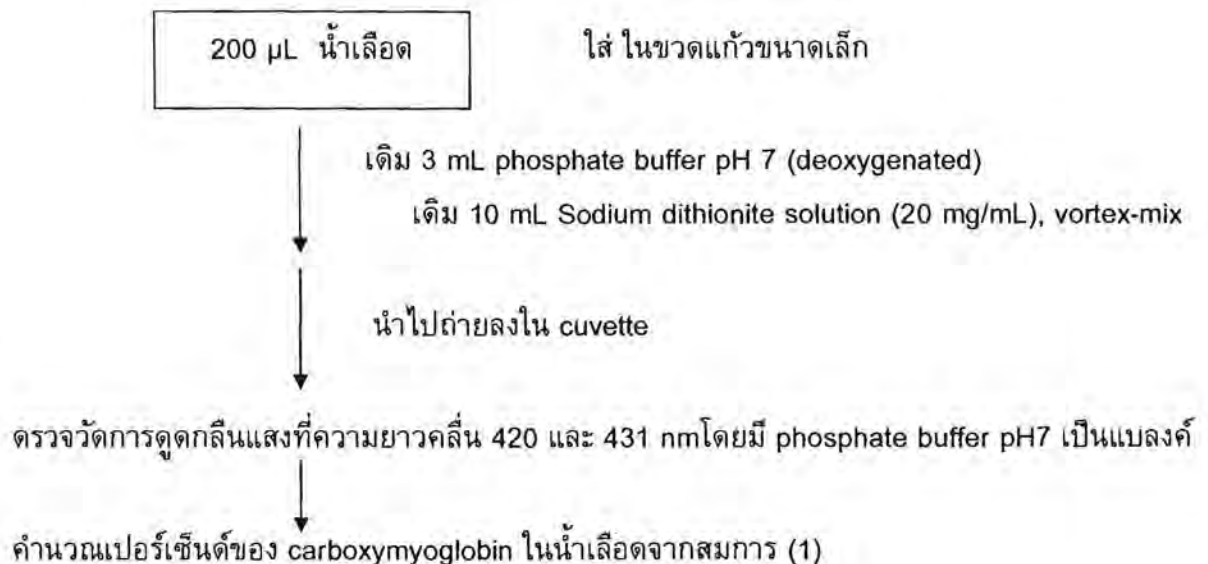 200 µL น้ำเลือด ใส่ ในขวดแก้วขนาดเล็ก
เติม 3 mL phosphate buffer pH 7 (deoxygenated)
เติม 10 mL Sodium dithionite solution (20 mg/mL), vortex-mix
นำไปถ่ายลงใน cuvette
ตรวจวัดการดูดกลืนแสงที่ความยาวคลื่น 420 และ 431 nmโดยมี phosphate buffer pH7 เป็นแบลงค์
คำนวณเปอร์เซ็นต์ของ carboxymyoglobin ในน้ำเลือดจากสมการ (1)